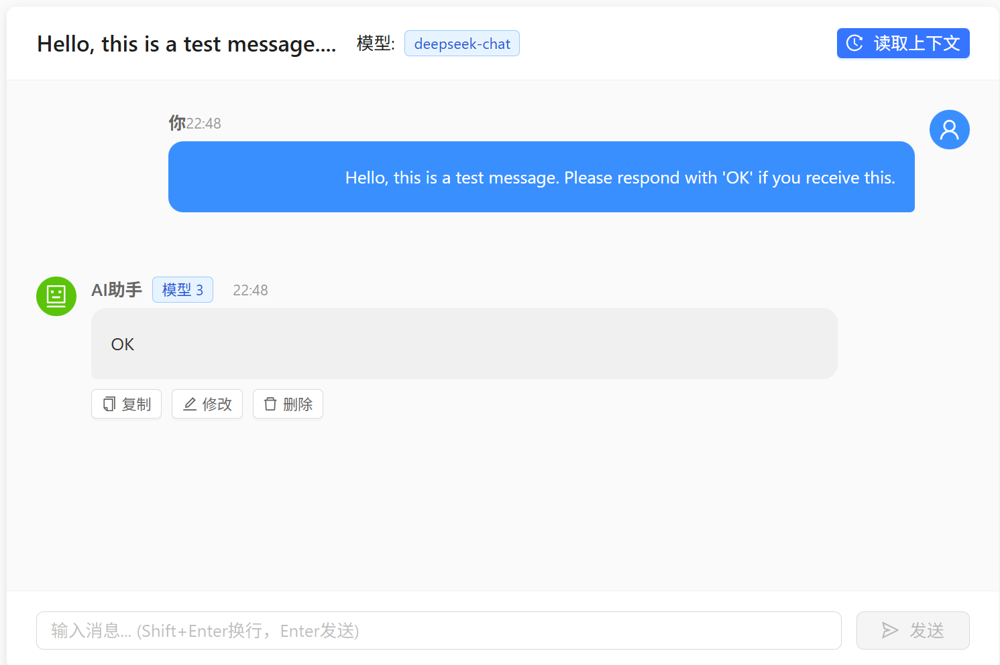 Hello, this is a test message.... 模型: deepseek-chat 读取上下文
你22:48
Hello, this is a test message. Please respond with 'OK' if you receive this.
AI助手 模型 3 22:48
OK
复制 修改 删除
输入消息... (Shift+Enter换行，Enter发送) 发送